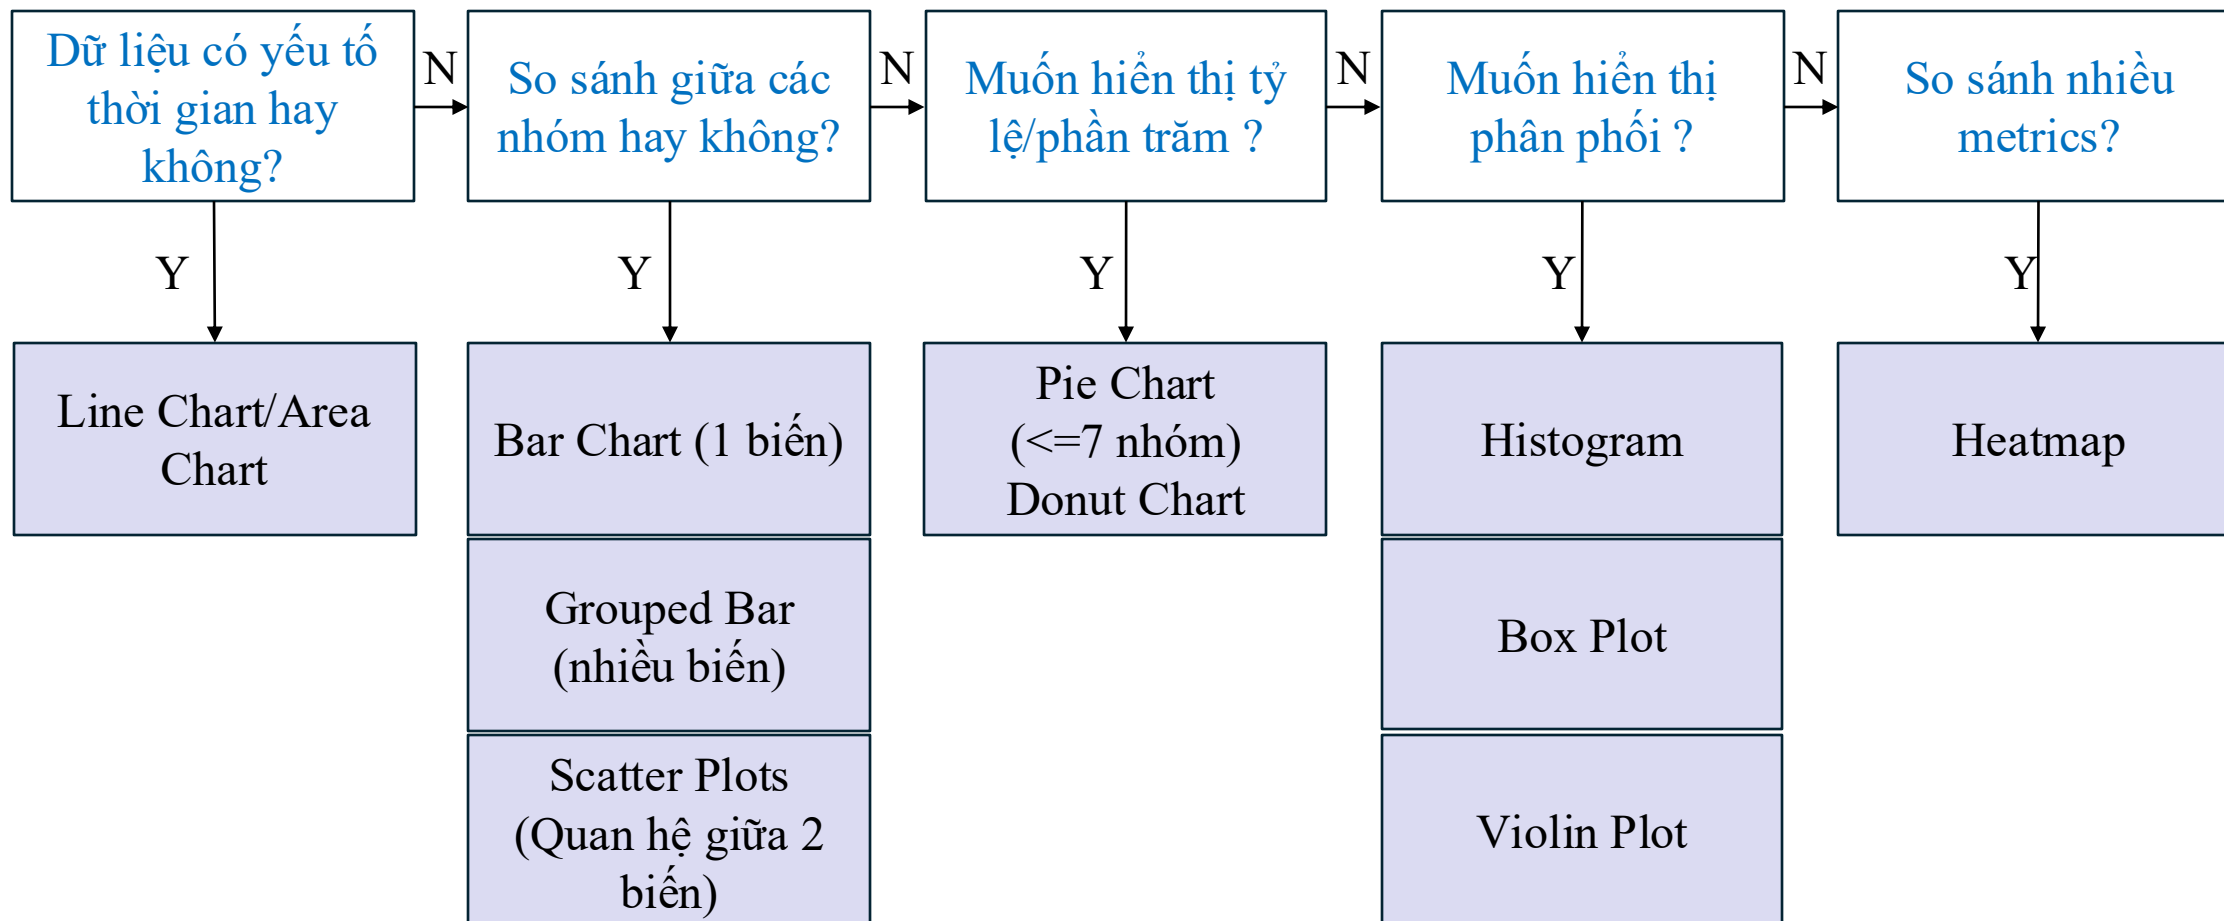 Dữ liệu có yếu tố
thời gian hay
không?
N
So sánh giữa các
nhóm hay không?
N
Muốn hiển thị tỷ
lệ/phần trăm ?
N
Muốn hiển thị
phân phối ?
N
So sánh nhiều
metrics?
Y
Y
Y
Y
Y
Line Chart/Area
Chart
Bar Chart (1 biến)
Pie Chart
(<=7 nhóm)
Donut Chart
Histogram
Heatmap
Grouped Bar
(nhiều biến)
Box Plot
Scatter Plots
(Quan hệ giữa 2
biến)
Violin Plot